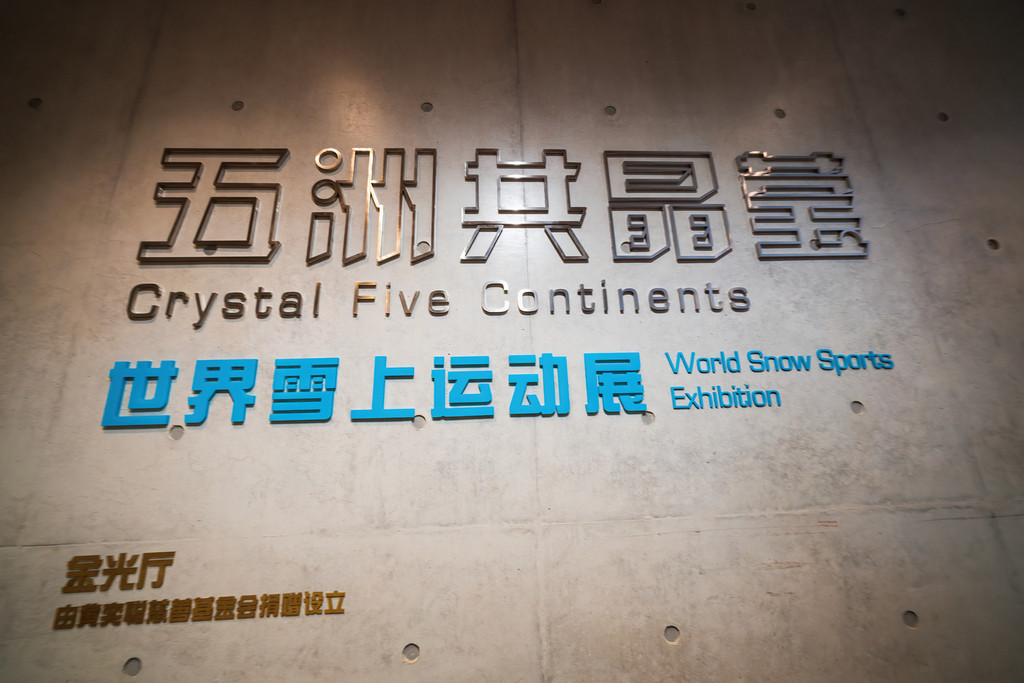 五洲共晶莹
Crystal Five Continents
世界雪上运动展
World Snow Sports
Exhibition
金光厅
由黄奕聪慈善基金会捐赠设立